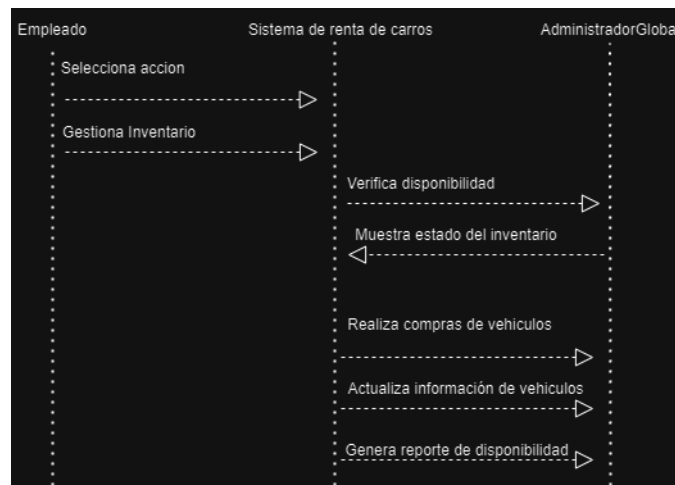 Empleado
Sistema de renta de carros
AdministradorGloba
Selecciona accion
Gestiona Inventario
Verifica disponibilidad
Muestra estado del inventario
Realiza compras de vehiculos
Actualiza información de vehiculos
Genera reporte de disponibilidad